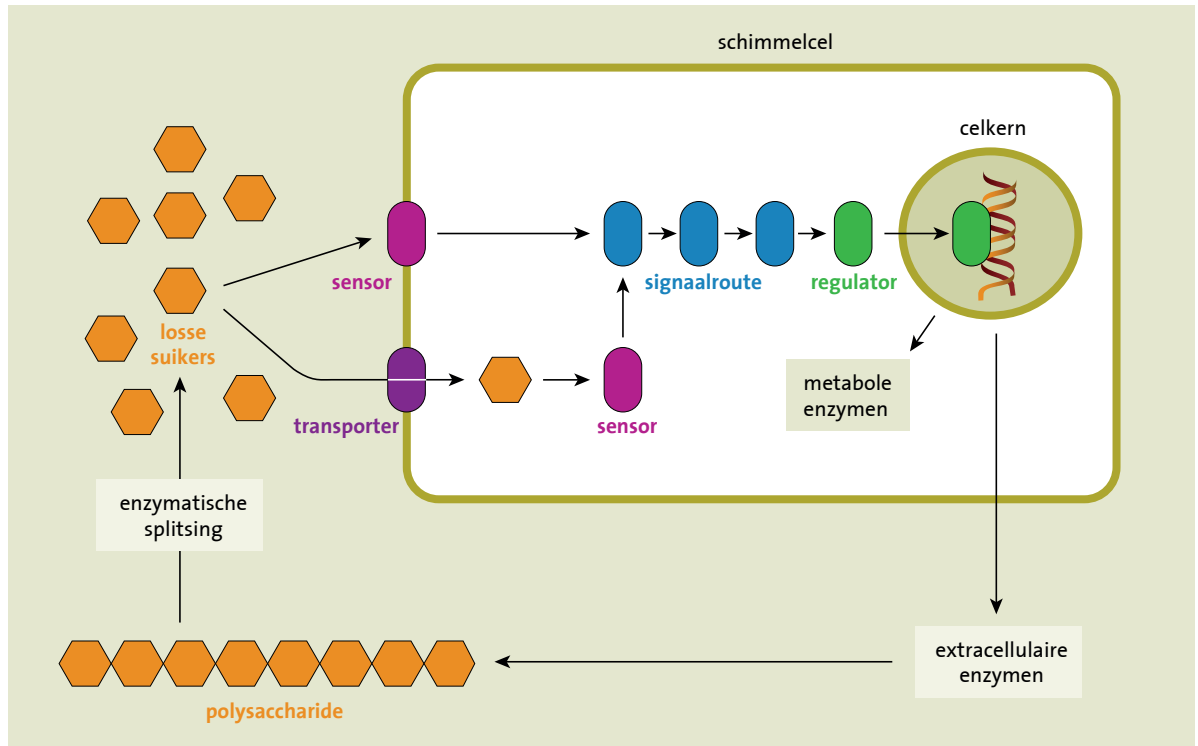 schimmelcel
celkern
sensor
signaalroute
regulator
losse
suikers
metabole
enzymen
transporter
sensor
enzymatische
splitsing
extracellulaire
enzymen
polysaccharide